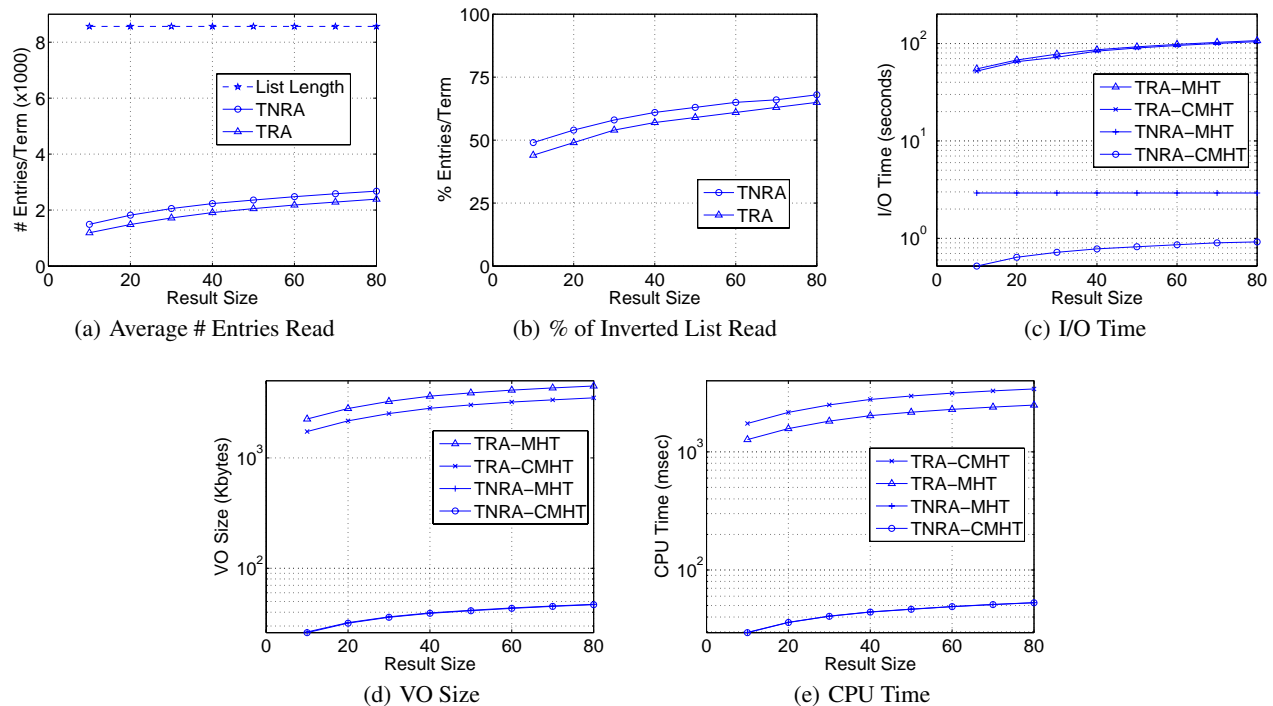 # Entries/Term (x1000)
8
6
4
2
0
0
20
40
60
80
Result Size
List Length
TNRA
TRA
(a) Average # Entries Read
% Entries/Term
100
75
50
25
0
0
20
40
60
80
Result Size
TNRA
TRA
(b) % of Inverted List Read
I/O Time (seconds)
10^2
10^1
10^0
0
20
40
60
80
Result Size
TRA−MHT
TRA−CMHT
TNRA−MHT
TNRA−CMHT
(c) I/O Time
VO Size (Kbytes)
10^3
10^2
0
20
40
60
80
Result Size
TRA−MHT
TRA−CMHT
TNRA−MHT
TNRA−CMHT
(d) VO Size
CPU Time (msec)
10^3
10^2
0
20
40
60
80
Result Size
TRA−CMHT
TRA−MHT
TNRA−MHT
TNRA−CMHT
(e) CPU Time